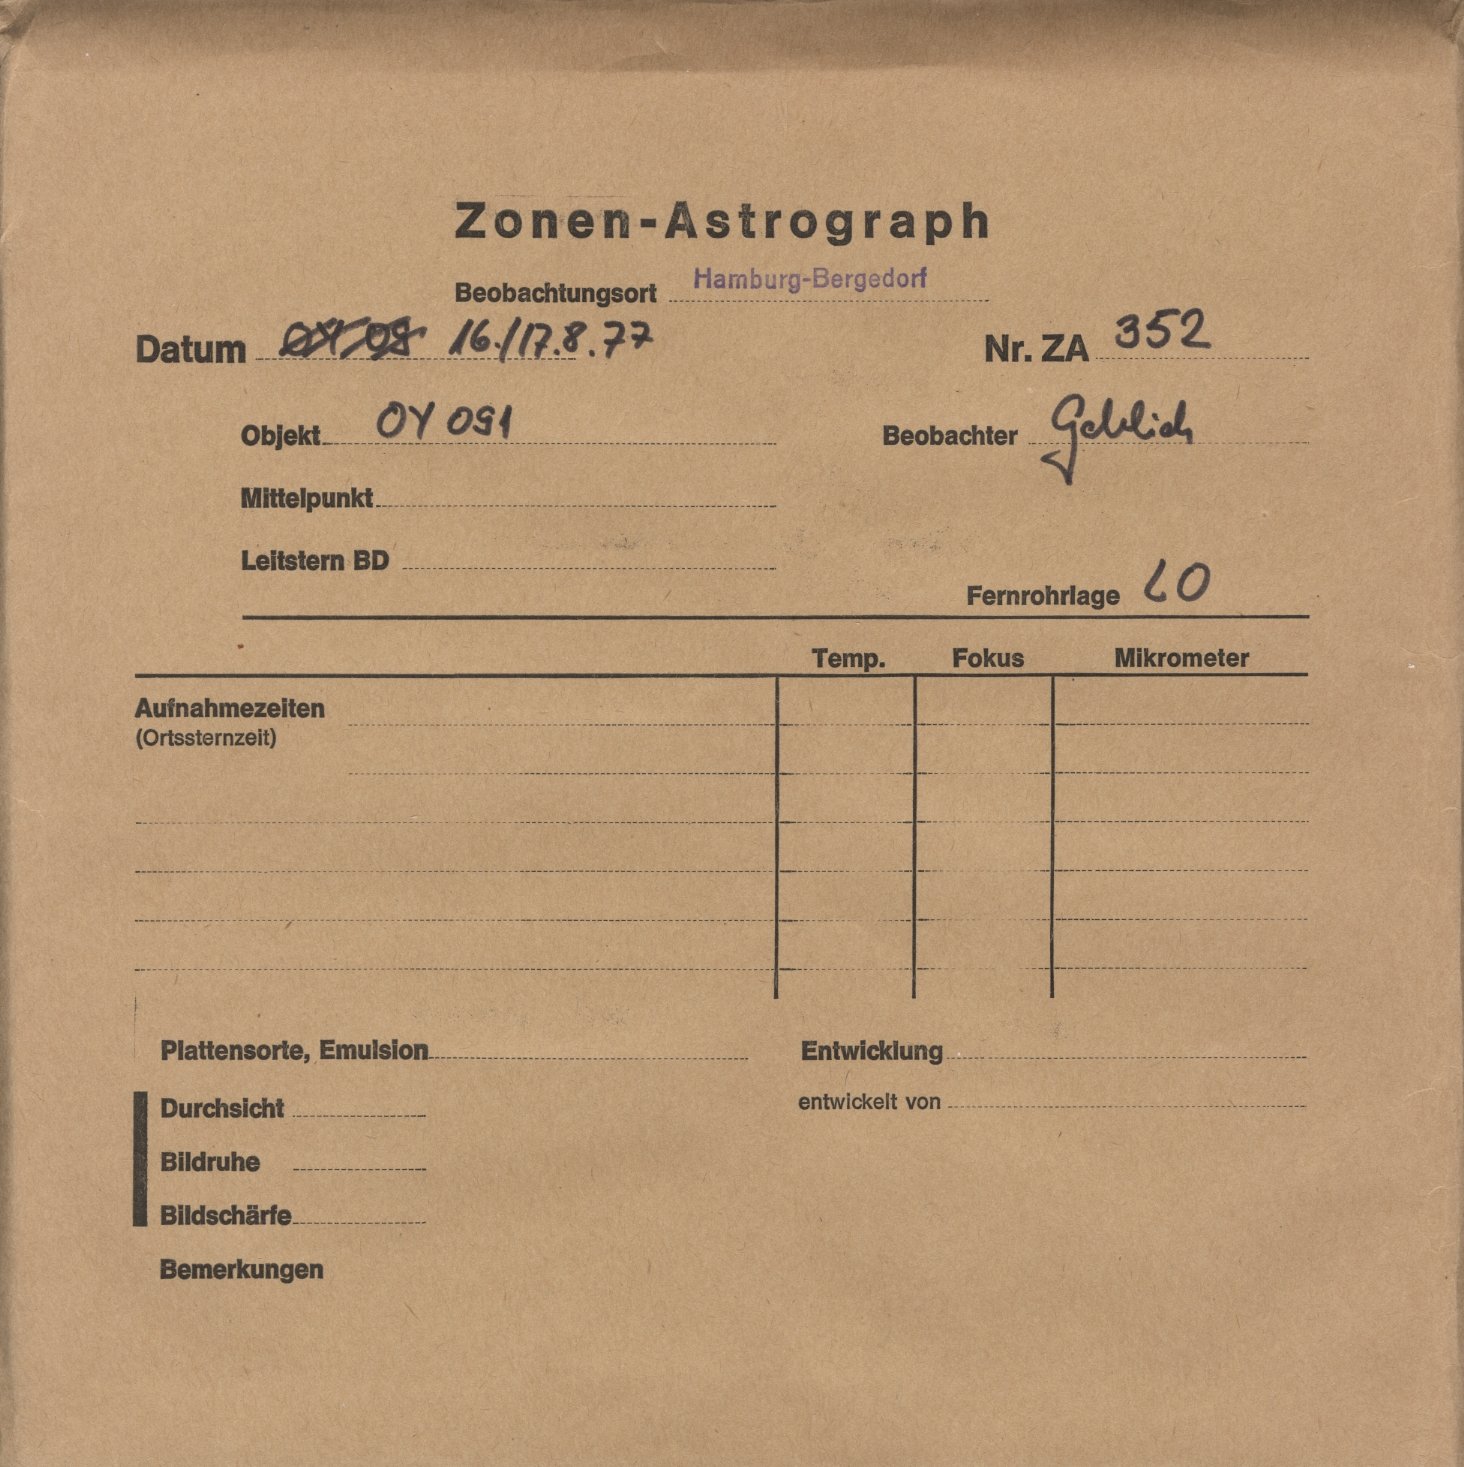 Zonen-Astrograph
Beobachtungsort Hamburg-Bergedorf
Datum 16./17.8.77 Nr. ZA 352
Objekt OY 091 Beobachter
Mittelpunkt
Leitstern BD
Fernrohrlage LO
Temp. Fokus Mikrometer
Aufnahmezeiten
(Ortssternzeit)
Plattensorte, Emulsion Entwicklung
Durchsicht entwickelt von
Bildruhe
Bildschärfe
Bemerkungen